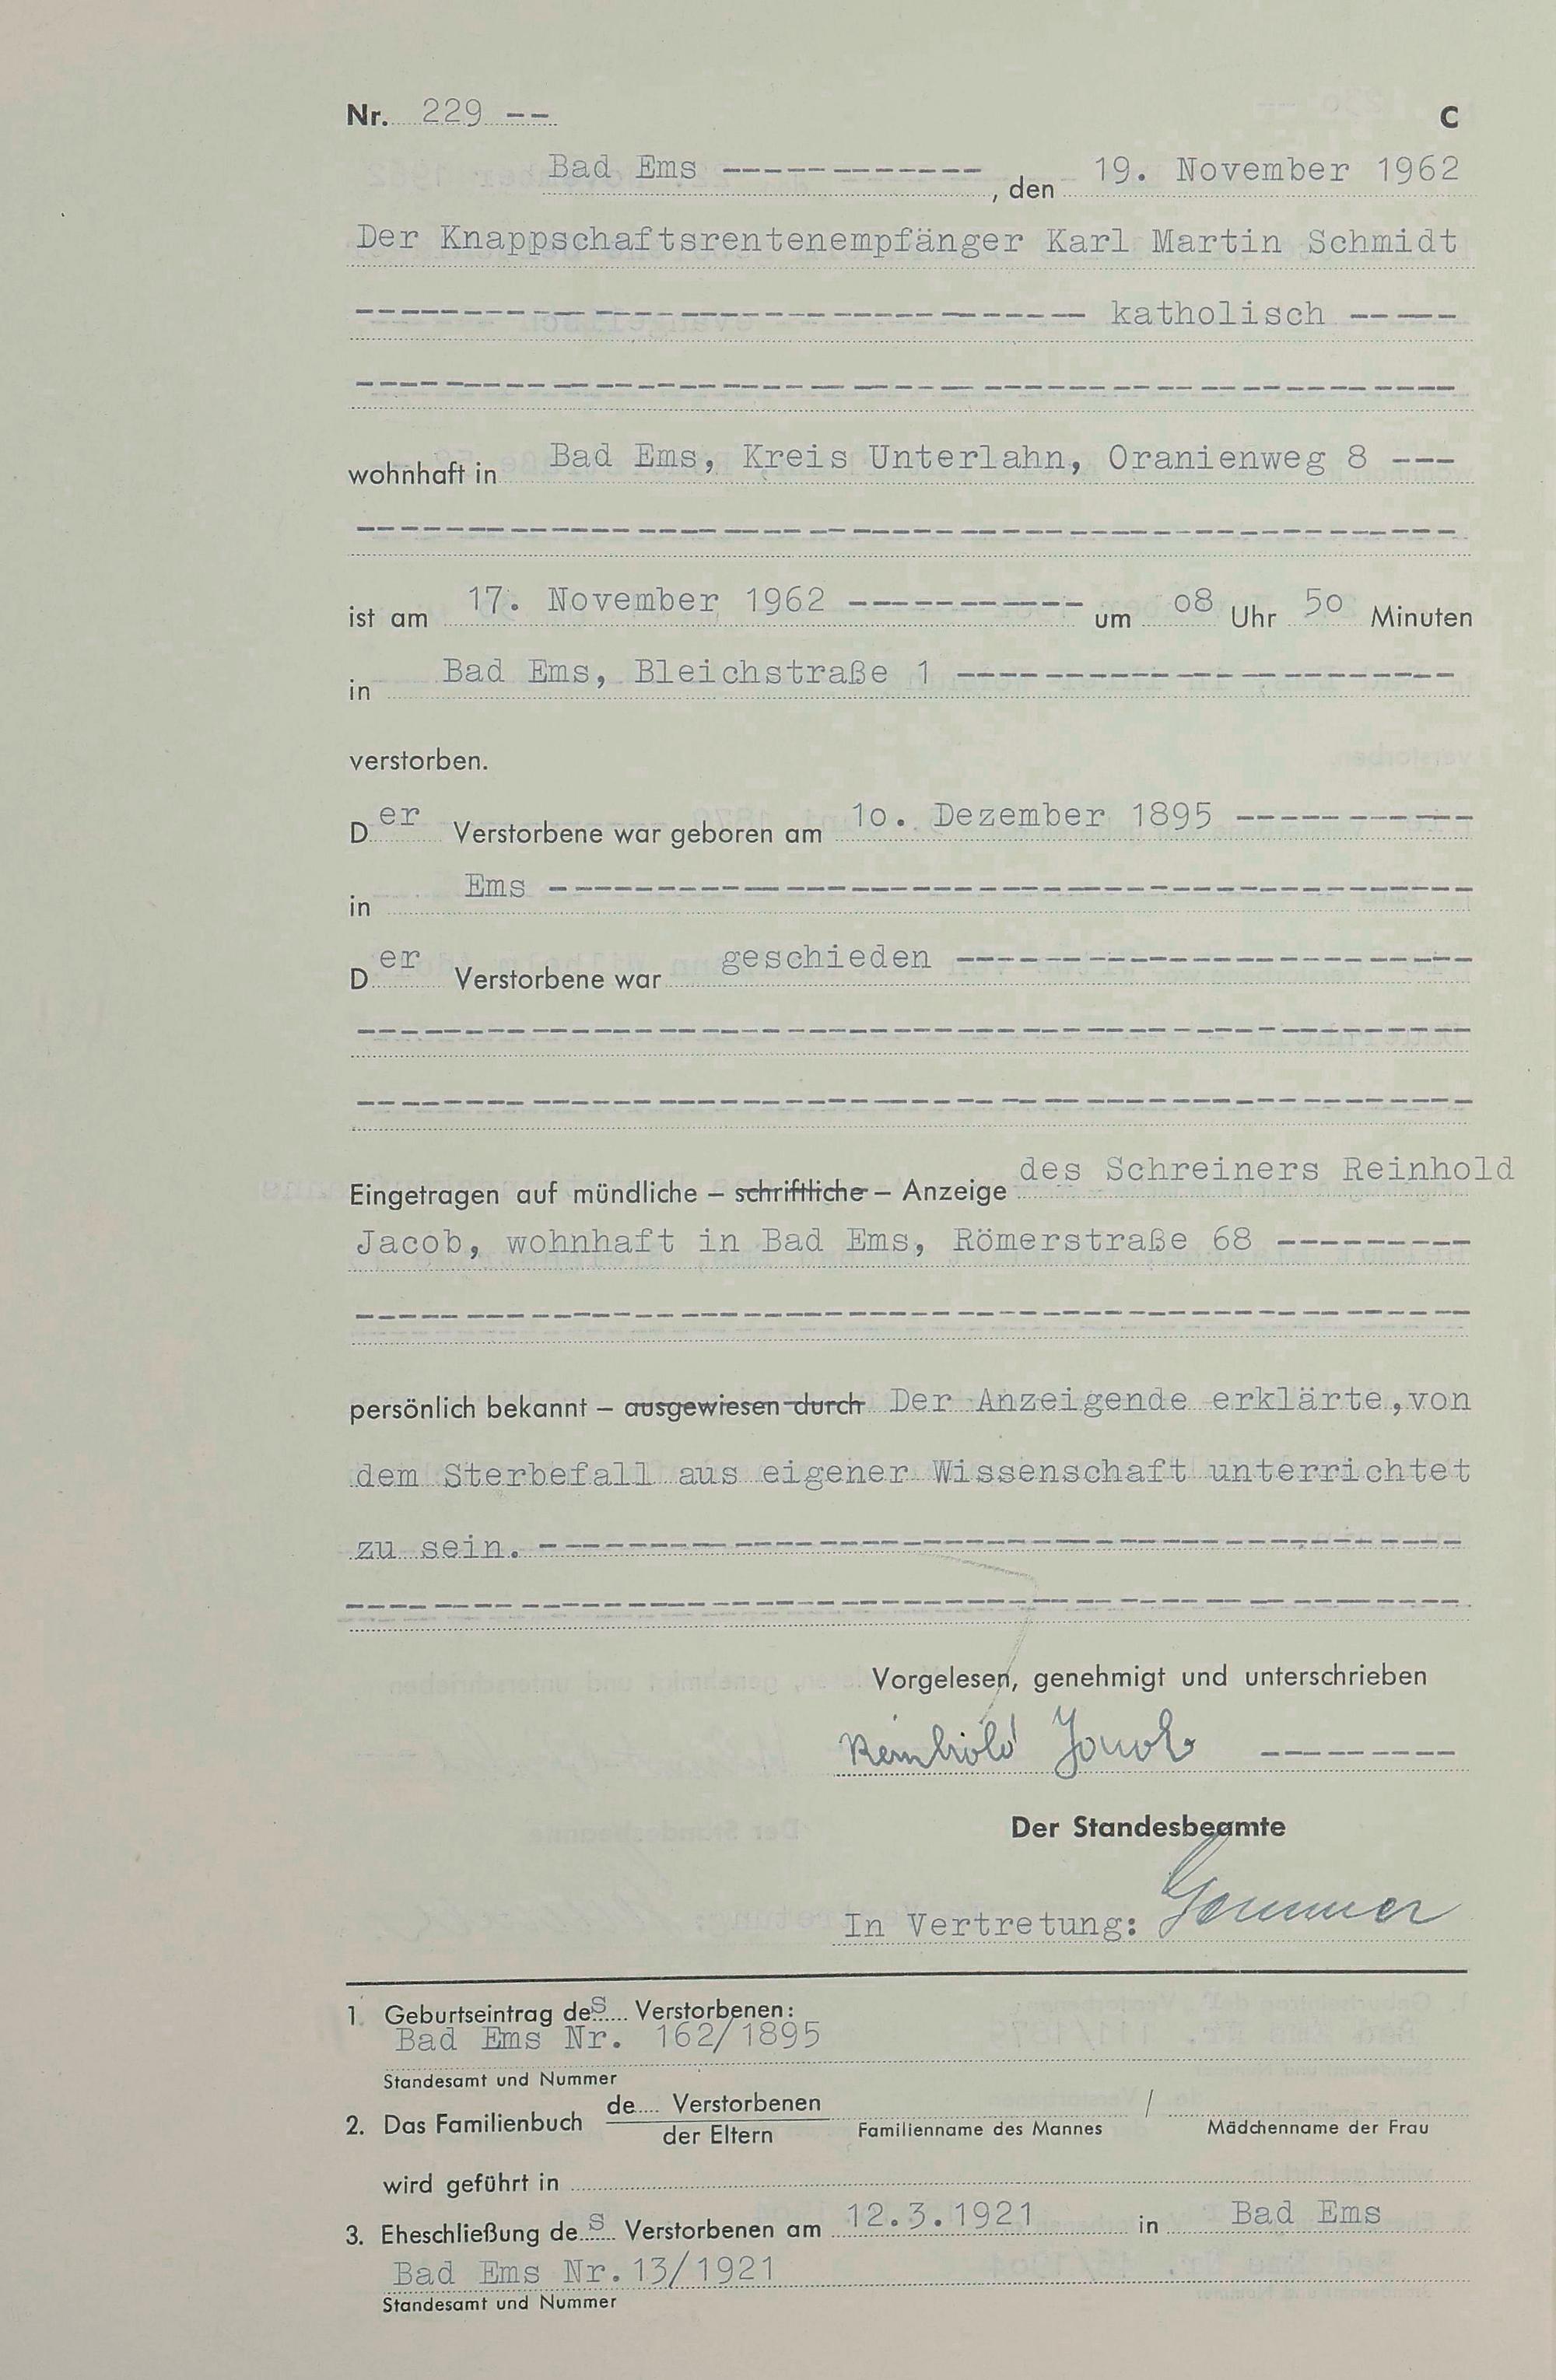 Nr. 229 -- C
Bad Ems ------------, den 19. November 1962
Der Knappschaftsrentenempfänger Karl Martin Schmidt
---------------------------------- katholisch -----
wohnhaft in Bad Ems, Kreis Unterlahn, Oranienweg 8 ---
ist am 17. November 1962 ----------- um o8 Uhr 5o Minuten
in Bad Ems, Bleichstraße 1 -----------------------
verstorben.
Der Verstorbene war geboren am 1o. Dezember 1895 -----------
in Ems -------------------------------------------
Der Verstorbene war geschieden ------------------------
Eingetragen auf mündliche – schriftliche – Anzeige des Schreiners Reinhold
Jacob, wohnhaft in Bad Ems, Römerstraße 68 ---------
persönlich bekannt – ausgewiesen durch Der Anzeigende erklärte, von
dem Sterbefall aus eigener Wissenschaft unterrichtet
zu sein. -------------------------------------------
Vorgelesen, genehmigt und unterschrieben
Reinhold Jacob ---------
Der Standesbeamte
In Vertretung:
1. Geburtseintrag des Verstorbenen:
Bad Ems Nr. 162/1895
Standesamt und Nummer
2. Das Familienbuch de.... Verstorbenen / der Eltern Familienname des Mannes / Mädchenname der Frau
wird geführt in
3. Eheschließung des Verstorbenen am 12.3.1921 in Bad Ems
Bad Ems Nr.13/1921
Standesamt und Nummer